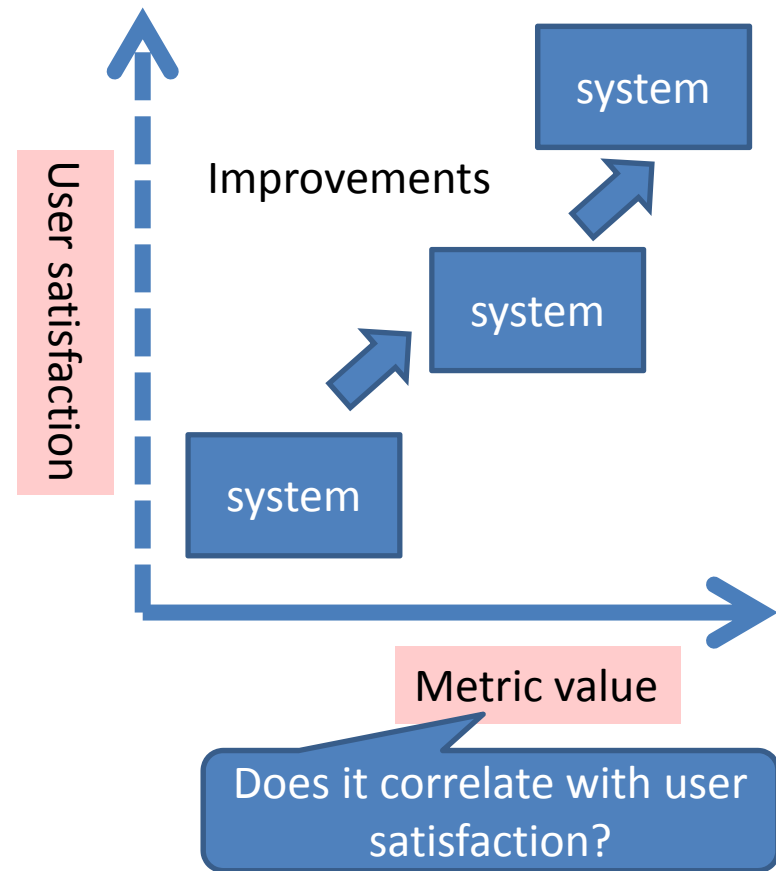 system
Improvements
User satisfaction
system
system
Metric value
Does it correlate with user
satisfaction?